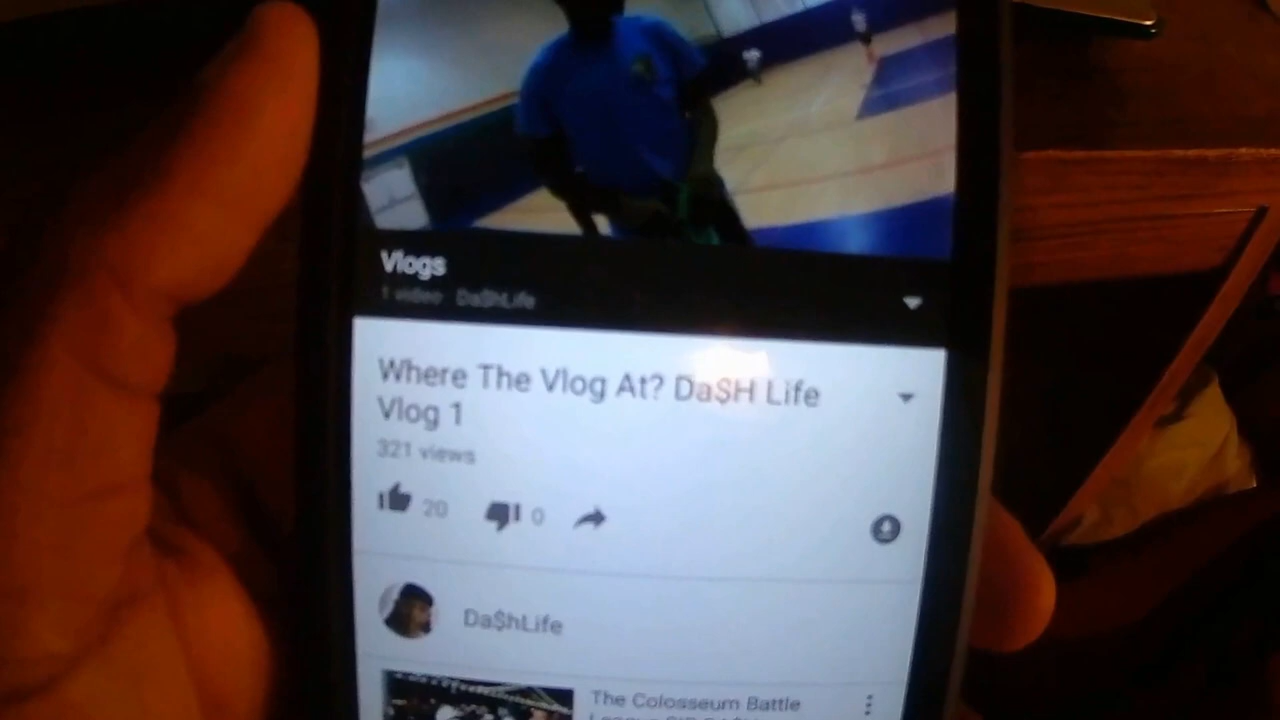 Vlogs
1 video Da$hLife
Where The Vlog At? Da$H Life
Vlog 1
321 views
20 0
Da$hLife
The Colosseum Battle
League